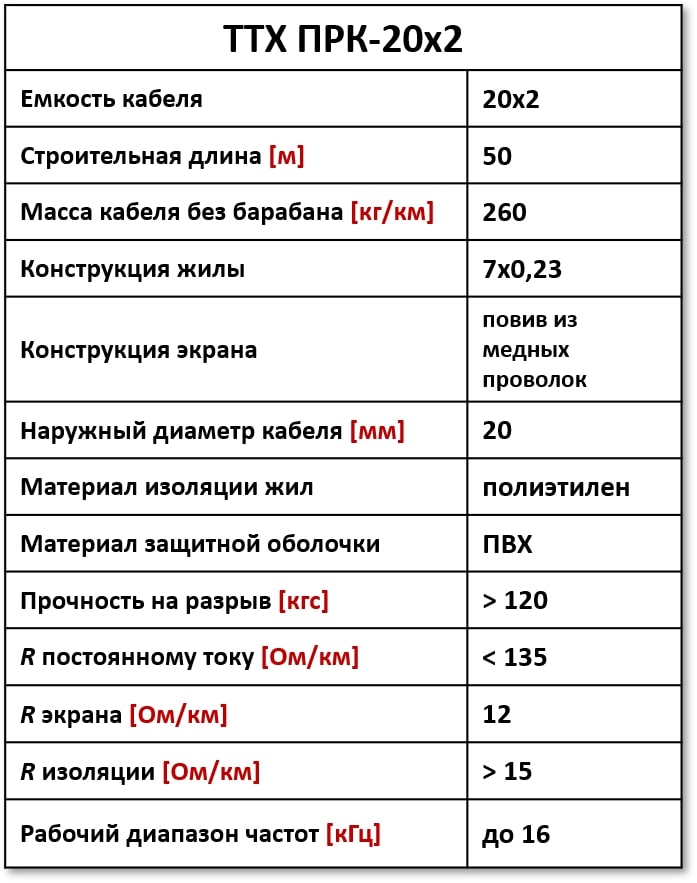 ТТХ ПРК-20х2
Емкость кабеля 20х2
Строительная длина [м] 50
Масса кабеля без барабана [кг/км] 260
Конструкция жилы 7х0,23
Конструкция экрана повив из
медных
проволок
Наружный диаметр кабеля [мм] 20
Материал изоляции жил полиэтилен
Материал защитной оболочки ПВХ
Прочность на разрыв [кгс] > 120
R постоянному току [Ом/км] < 135
R экрана [Ом/км] 12
R изоляции [Ом/км] > 15
Рабочий диапазон частот [кГц] до 16